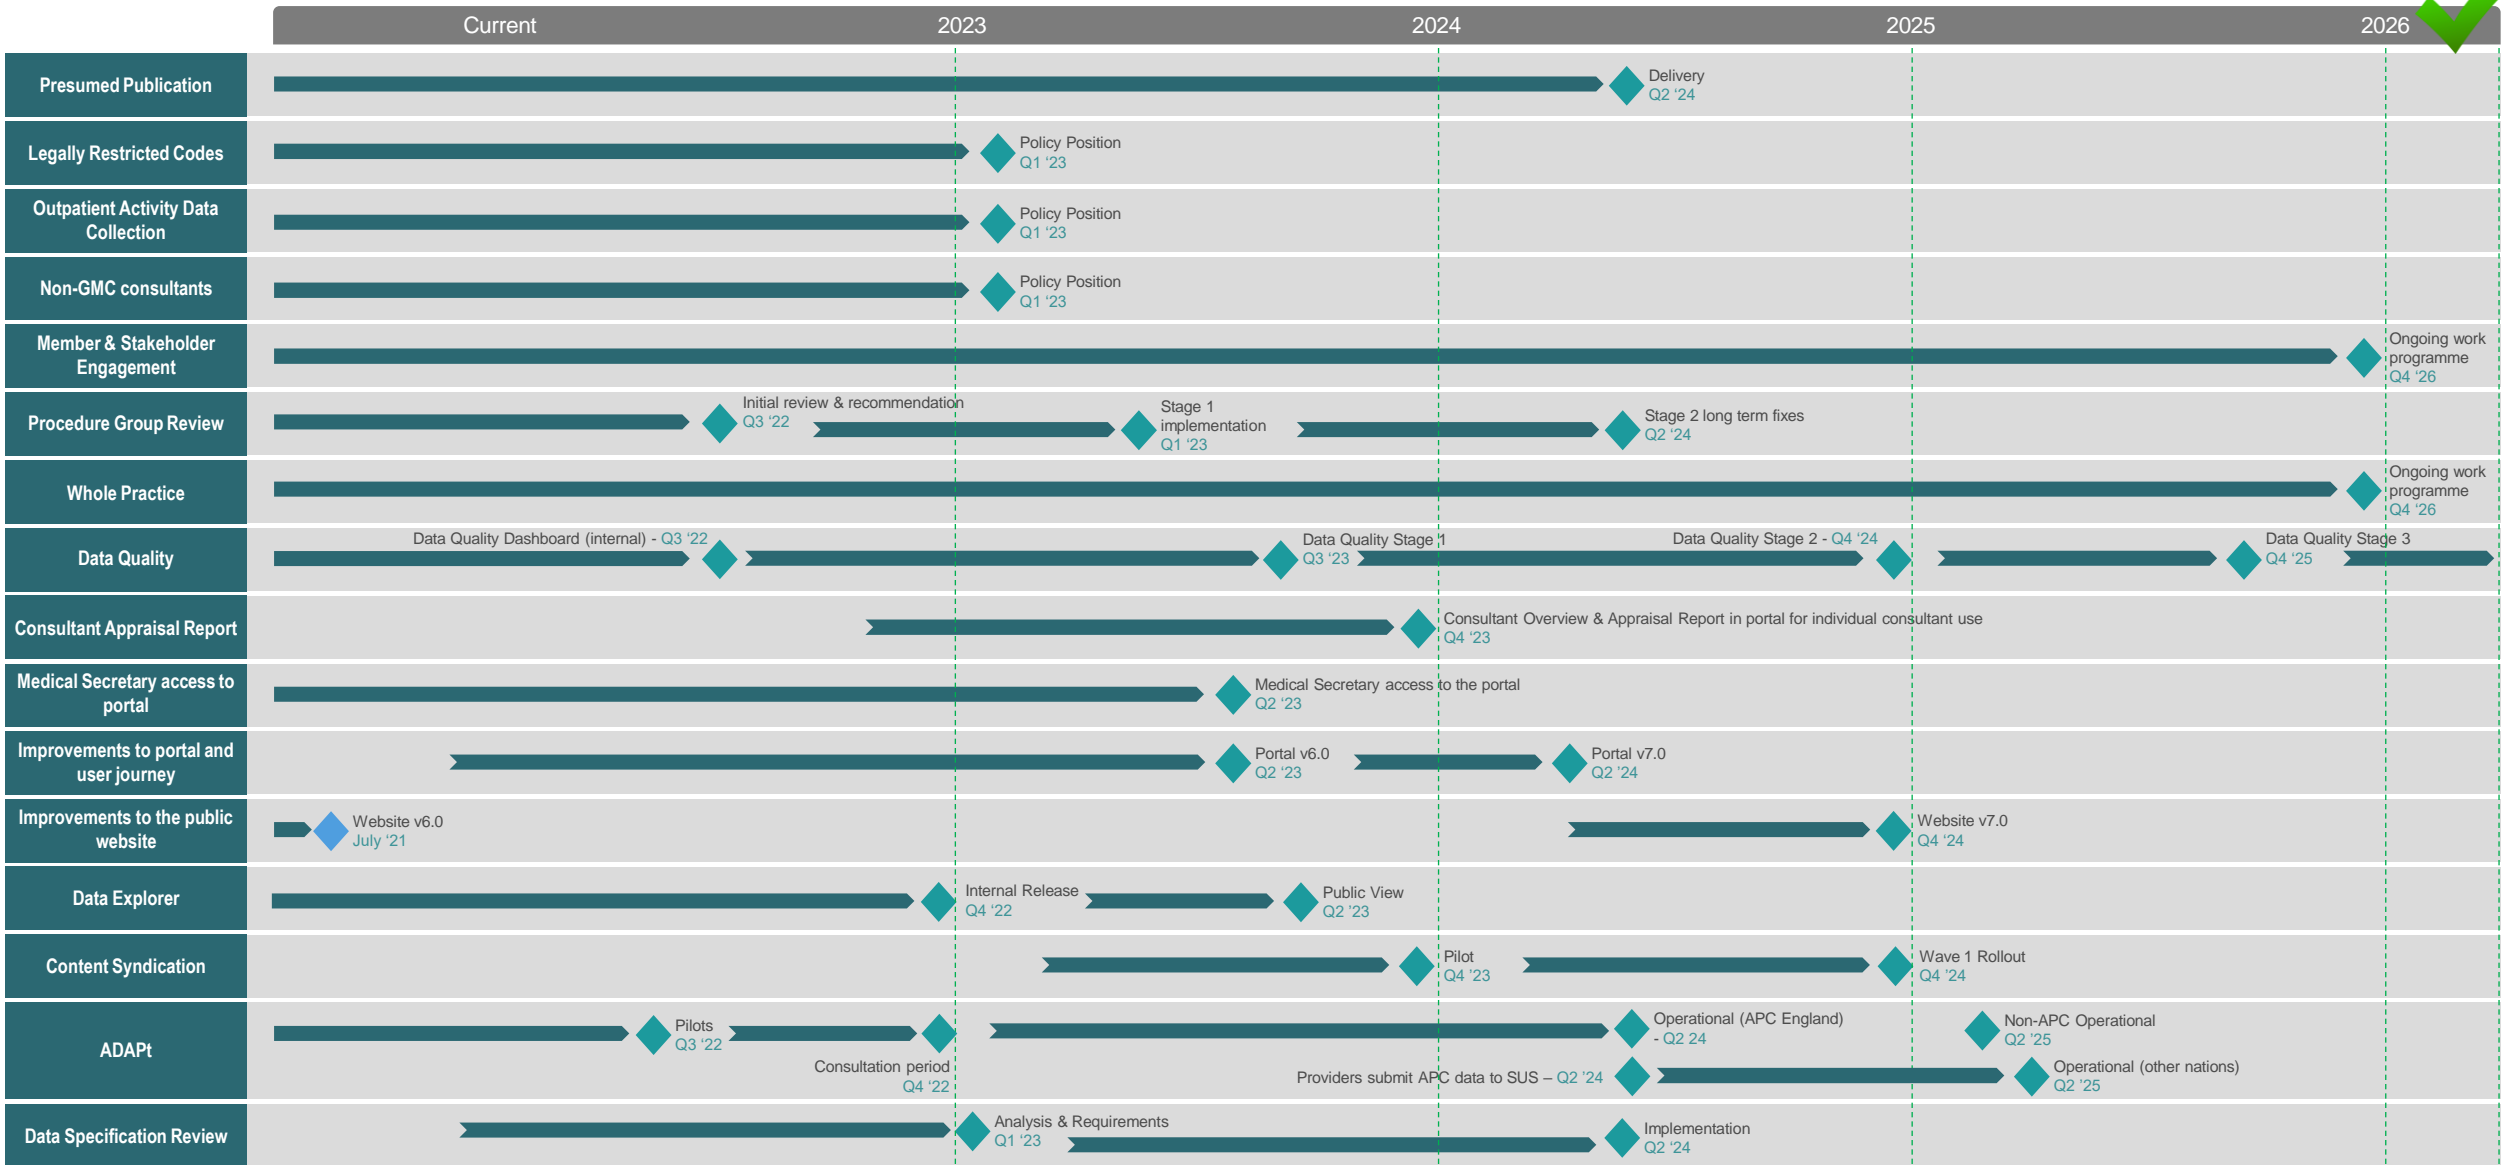 Current 2023 2024 2025 2026
Presumed Publication
Delivery
Q2 ‘24
Legally Restricted Codes
Policy Position
Q1 ‘23
Outpatient Activity Data
Collection
Policy Position
Q1 ‘23
Non-GMC consultants
Policy Position
Q1 ‘23
Member & Stakeholder
Engagement
Ongoing work
programme
Q4 ‘26
Procedure Group Review
Initial review & recommendation
Q3 ‘22
Stage 1
implementation
Q1 ‘23
Stage 2 long term fixes
Q2 ‘24
Whole Practice
Ongoing work
programme
Q4 ‘26
Data Quality
Data Quality Dashboard (internal) - Q3 ‘22
Data Quality Stage 1
Q3 ‘23
Data Quality Stage 2 - Q4 ‘24
Data Quality Stage 3
Q4 ‘25
Consultant Appraisal Report
Consultant Overview & Appraisal Report in portal for individual consultant use
Q4 ‘23
Medical Secretary access to
portal
Medical Secretary access to the portal
Q2 ‘23
Improvements to portal and
user journey
Portal v6.0
Q2 ‘23
Portal v7.0
Q2 ‘24
Improvements to the public
website
Website v6.0
July ‘21
Website v7.0
Q4 ‘24
Data Explorer
Internal Release
Q4 ‘22
Public View
Q2 ’23
Content Syndication
Pilot
Q4 ’23
Wave 1 Rollout
Q4 ’24
ADAPt
Pilots
Q3 ’22
Consultation period
Q4 ’22
Operational (APC England)
- Q2 24
Providers submit APC data to SUS – Q2 ’24
Non-APC Operational
Q2 ’25
Operational (other nations)
Q2 ’25
Data Specification Review
Analysis & Requirements
Q1 ‘23
Implementation
Q2 ’24